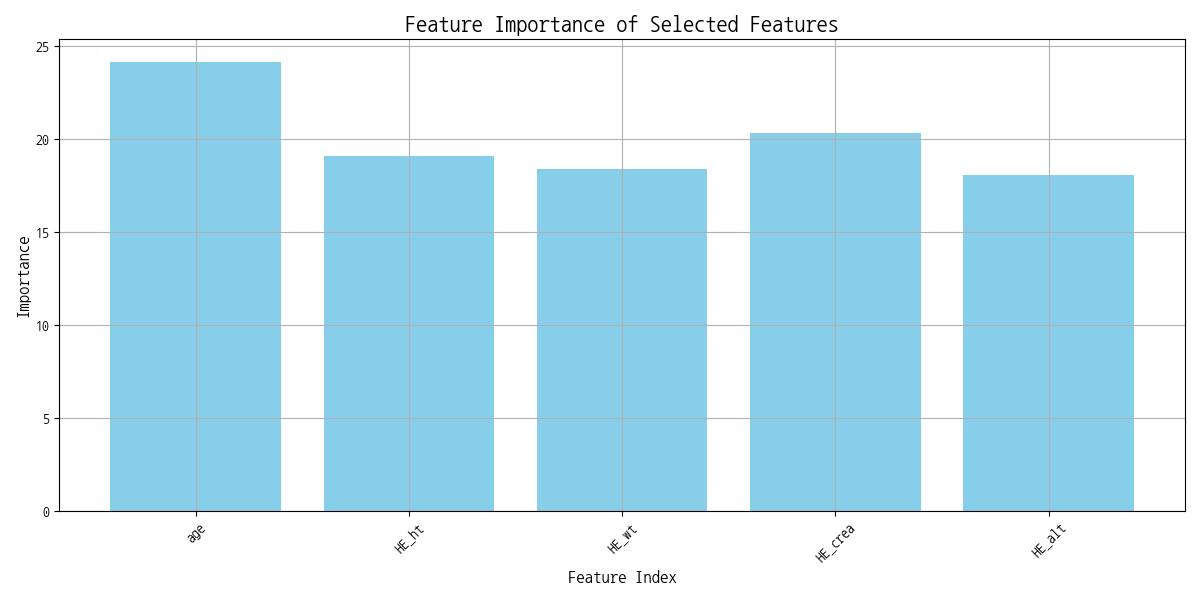 Feature Importance of Selected Features
25
20
15
10
5
0
Importance
age
HE_ht
HE_wt
HE_crea
HE_alt
Feature Index